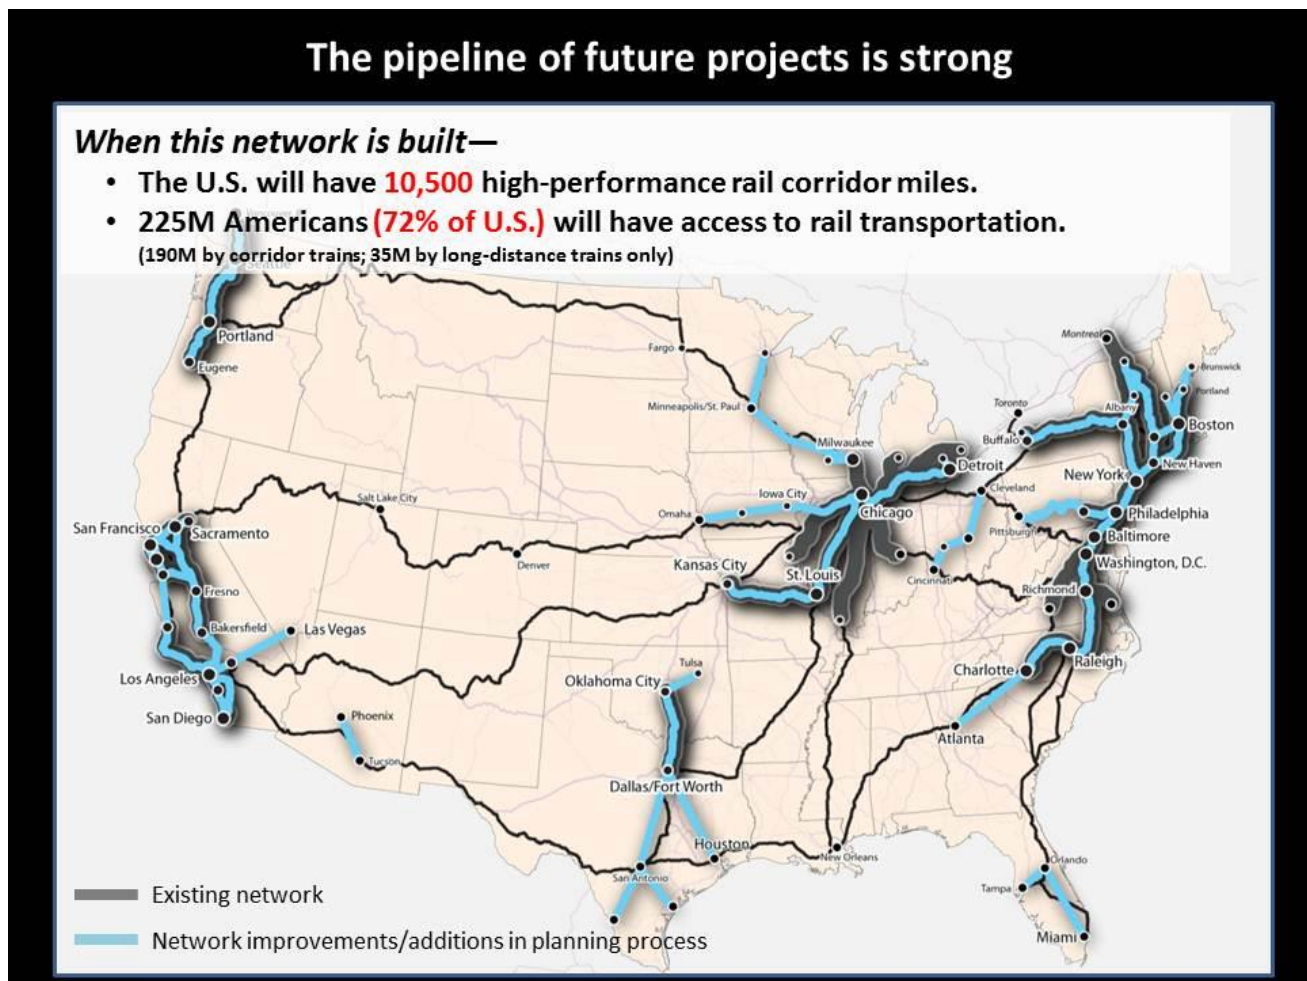 The pipeline of future projects is strong
When this network is built—
• The U.S. will have 10,500 high-performance rail corridor miles.
• 225M Americans (72% of U.S.) will have access to rail transportation.
(190M by corridor trains; 35M by long-distance trains only)
Seattle
Portland
Eugene
Fargo
Minneapolis/St. Paul
Milwaukee
Montreal
Brunswick
Portland
Toronto
Albany
Buffalo
Boston
Detroit
New Haven
New York
Cleveland
Iowa City
Omaha
Chicago
Salt Lake City
San Francisco
Sacramento
Philadelphia
Pittsburgh
Baltimore
Denver
Kansas City
St. Louis
Cincinnati
Washington, D.C.
Richmond
Fresno
Bakersfield
Las Vegas
Los Angeles
Oklahoma City
Tulsa
Charlotte
Raleigh
San Diego
Phoenix
Tucson
Atlanta
Dallas/Fort Worth
Houston
New Orleans
San Antonio
Orlando
Tampa
Miami
Existing network
Network improvements/additions in planning process